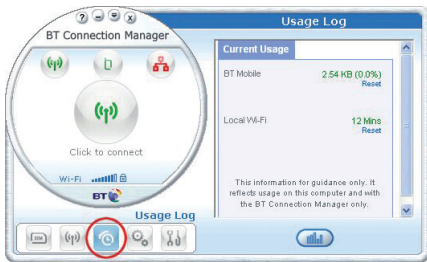 BT Connection Manager
Usage Log
Current Usage
BT Mobile 2.54 KB (0.0%)
Reset
Local Wi-Fi 12 Mins
Reset
This information for guidance only. It
reflects usage on this computer and with
the BT Connection Manager only.
Click to connect
Wi-Fi
BT
Usage Log